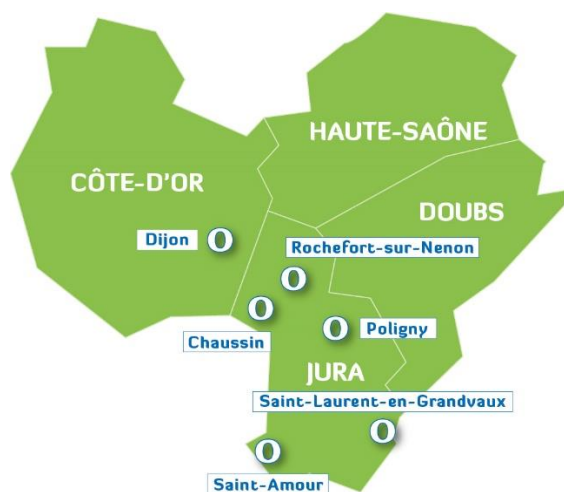 HAUTE-SAÔNE
CÔTE-D'OR
DOUBS
Dijon
Rochefort-sur-Nenon
Chaussin
Poligny
JURA
Saint-Laurent-en-Grandvaux
Saint-Amour